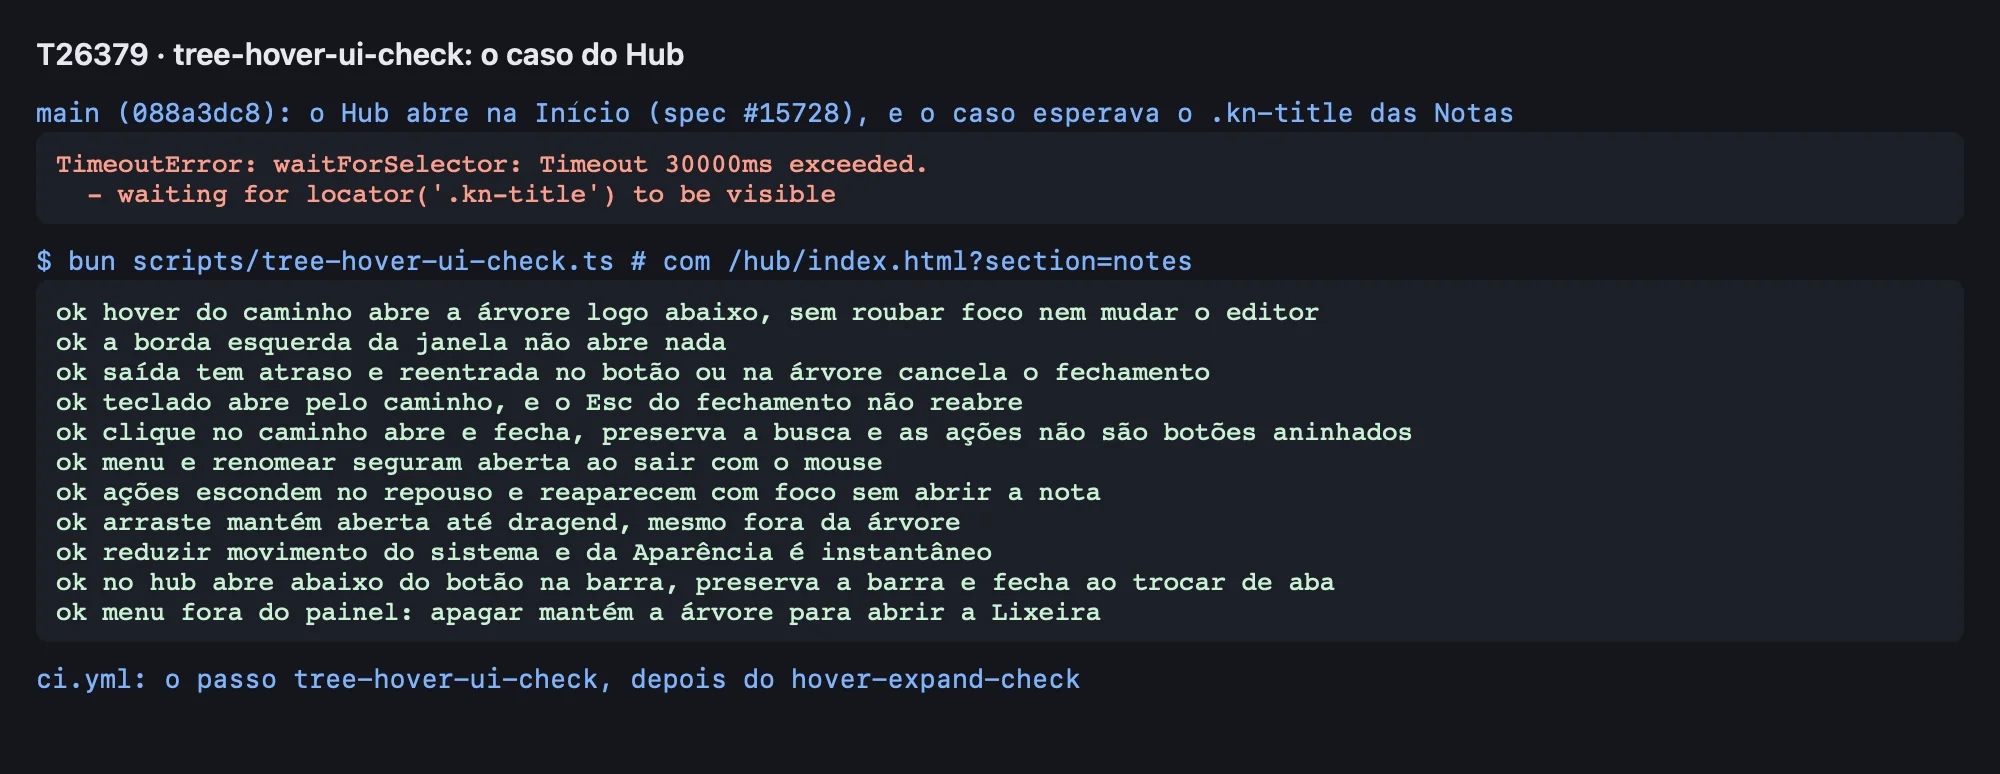 T26379 · tree-hover-ui-check: o caso do Hub
main (088a3dc8): o Hub abre na Início (spec #15728), e o caso esperava o .kn-title das Notas
TimeoutError: waitForSelector: Timeout 30000ms exceeded.
- waiting for locator('.kn-title') to be visible
$ bun scripts/tree-hover-ui-check.ts # com /hub/index.html?section=notes
ok hover do caminho abre a árvore logo abaixo, sem roubar foco nem mudar o editor
ok a borda esquerda da janela não abre nada
ok saída tem atraso e reentrada no botão ou na árvore cancela o fechamento
ok teclado abre pelo caminho, e o Esc do fechamento não reabre
ok clique no caminho abre e fecha, preserva a busca e as ações não são botões aninhados
ok menu e renomear seguram aberta ao sair com o mouse
ok ações escondem no repouso e reaparecem com foco sem abrir a nota
ok arraste mantém aberta até dragend, mesmo fora da árvore
ok reduzir movimento do sistema e da Aparência é instantâneo
ok no hub abre abaixo do botão na barra, preserva a barra e fecha ao trocar de aba
ok menu fora do painel: apagar mantém a árvore para abrir a Lixeira
ci.yml: o passo tree-hover-ui-check, depois do hover-expand-check